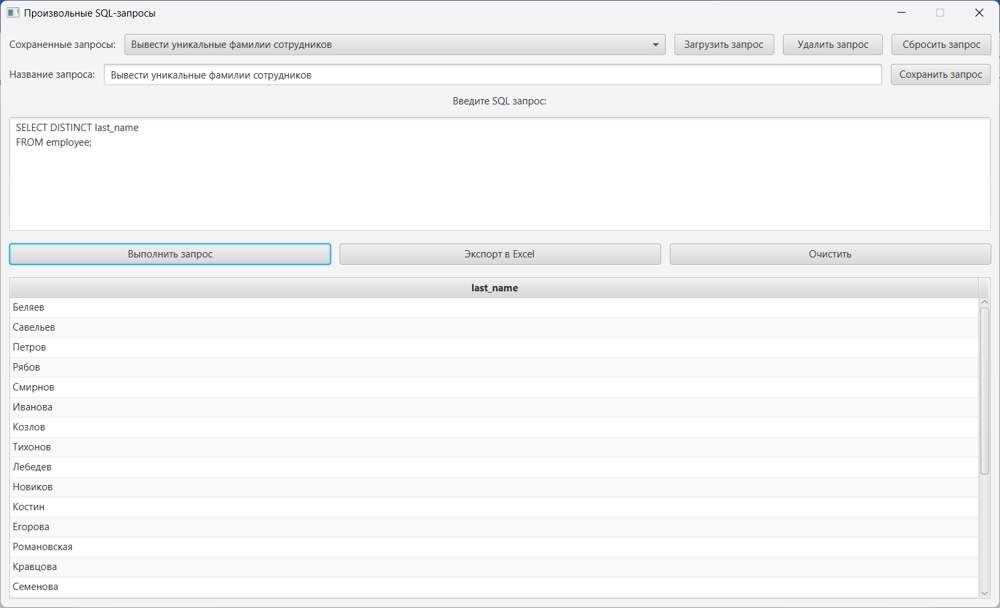 Произвольные SQL-запросы
Сохраненные запросы: Вывести уникальные фамилии сотрудников Загрузить запрос Удалить запрос Сбросить запрос
Название запроса: Вывести уникальные фамилии сотрудников Сохранить запрос
Введите SQL запрос:
SELECT DISTINCT last_name
FROM employee;
Выполнить запрос Экспорт в Excel Очистить
last_name
Беляев
Савельев
Петров
Рябов
Смирнов
Иванова
Козлов
Тихонов
Лебедев
Новиков
Костин
Егорова
Романовская
Кравцова
Семенова